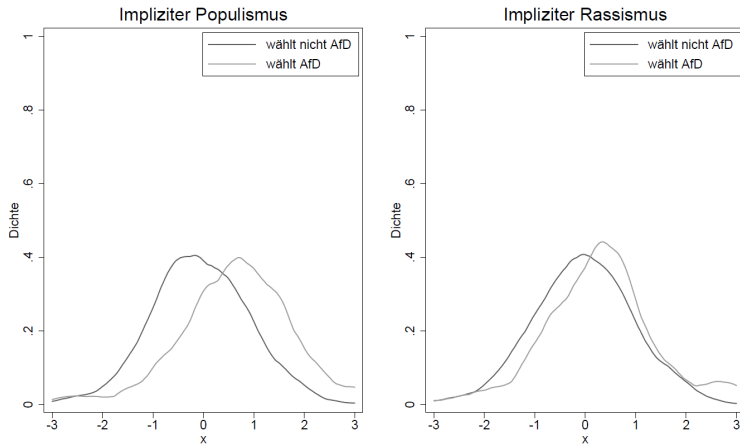 Impliziter Populismus
wählt nicht AfD
wählt AfD
1
.8
.6
.4
.2
0
Dichte
-3 -2 -1 0 1 2 3
x
Impliziter Rassismus
wählt nicht AfD
wählt AfD
1
.8
.6
.4
.2
0
Dichte
-3 -2 -1 0 1 2 3
x